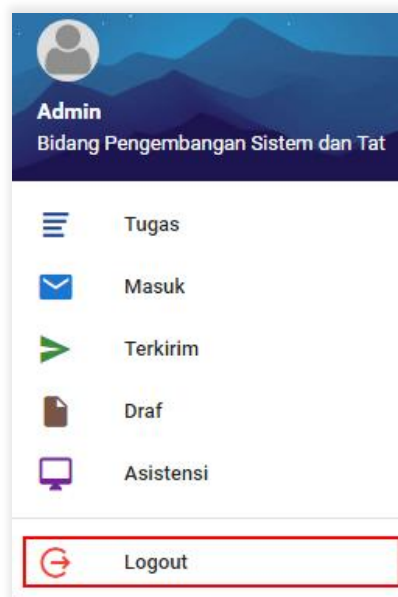 Admin
Bidang Pengembangan Sistem dan Tat
Tugas
Masuk
Terkirim
Draf
Asistensi
Logout